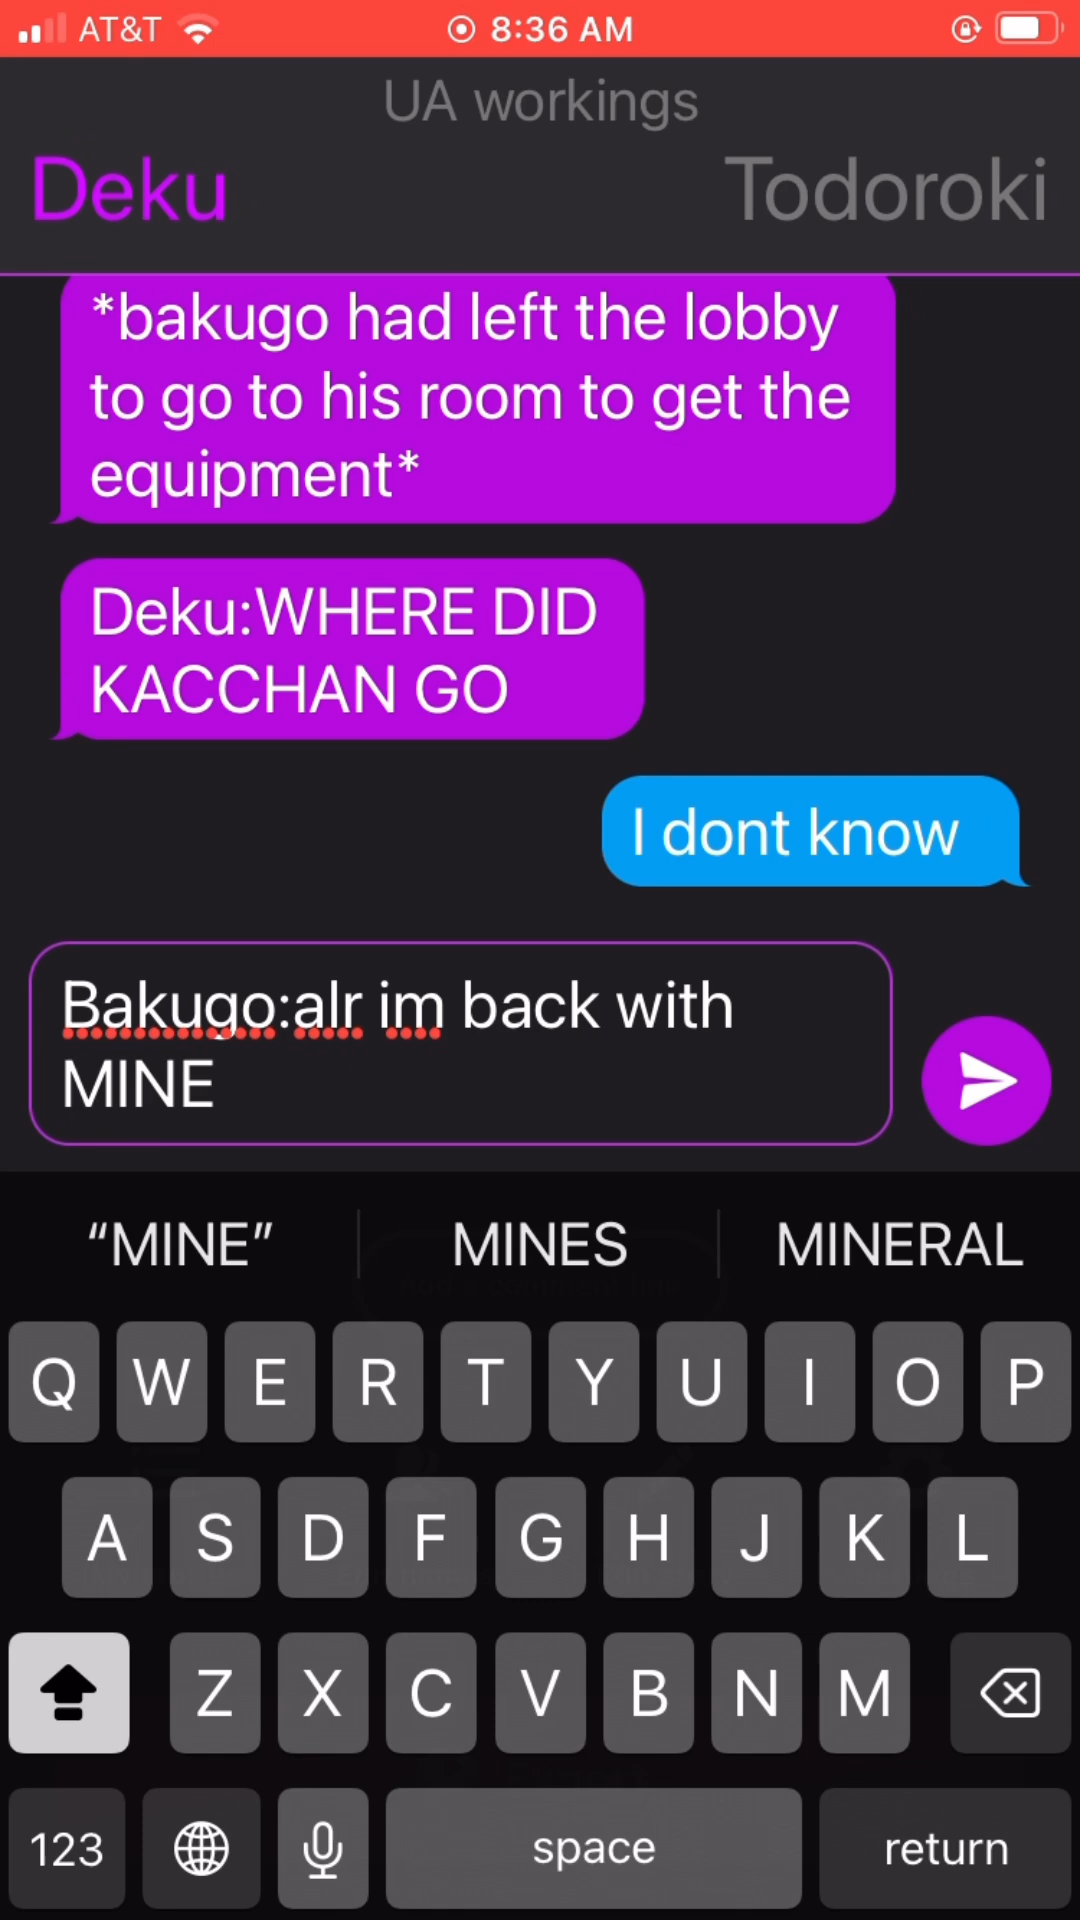 AT&T 8:36 AM
UA workings
Deku Todoroki
*bakugo had left the lobby
to go to his room to get the
equipment*
Deku:WHERE DID
KACCHAN GO
I dont know
Bakugo:alr im back with
MINE
“MINE” MINES MINERAL
Q W E R T Y U I O P
A S D F G H J K L
Z X C V B N M
123 space return